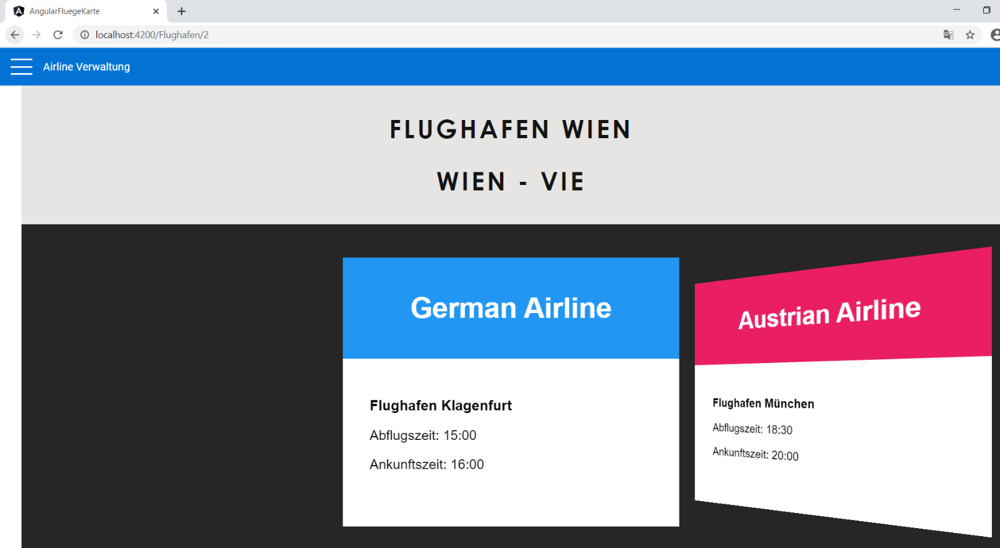 AngularFluegeKarte
localhost:4200/Flughafen/2
Airline Verwaltung
FLUGHAFEN WIEN
WIEN - VIE
German Airline
Flughafen Klagenfurt
Abflugszeit: 15:00
Ankunftszeit: 16:00
Austrian Airline
Flughafen München
Abflugszeit: 18:30
Ankunftszeit: 20:00